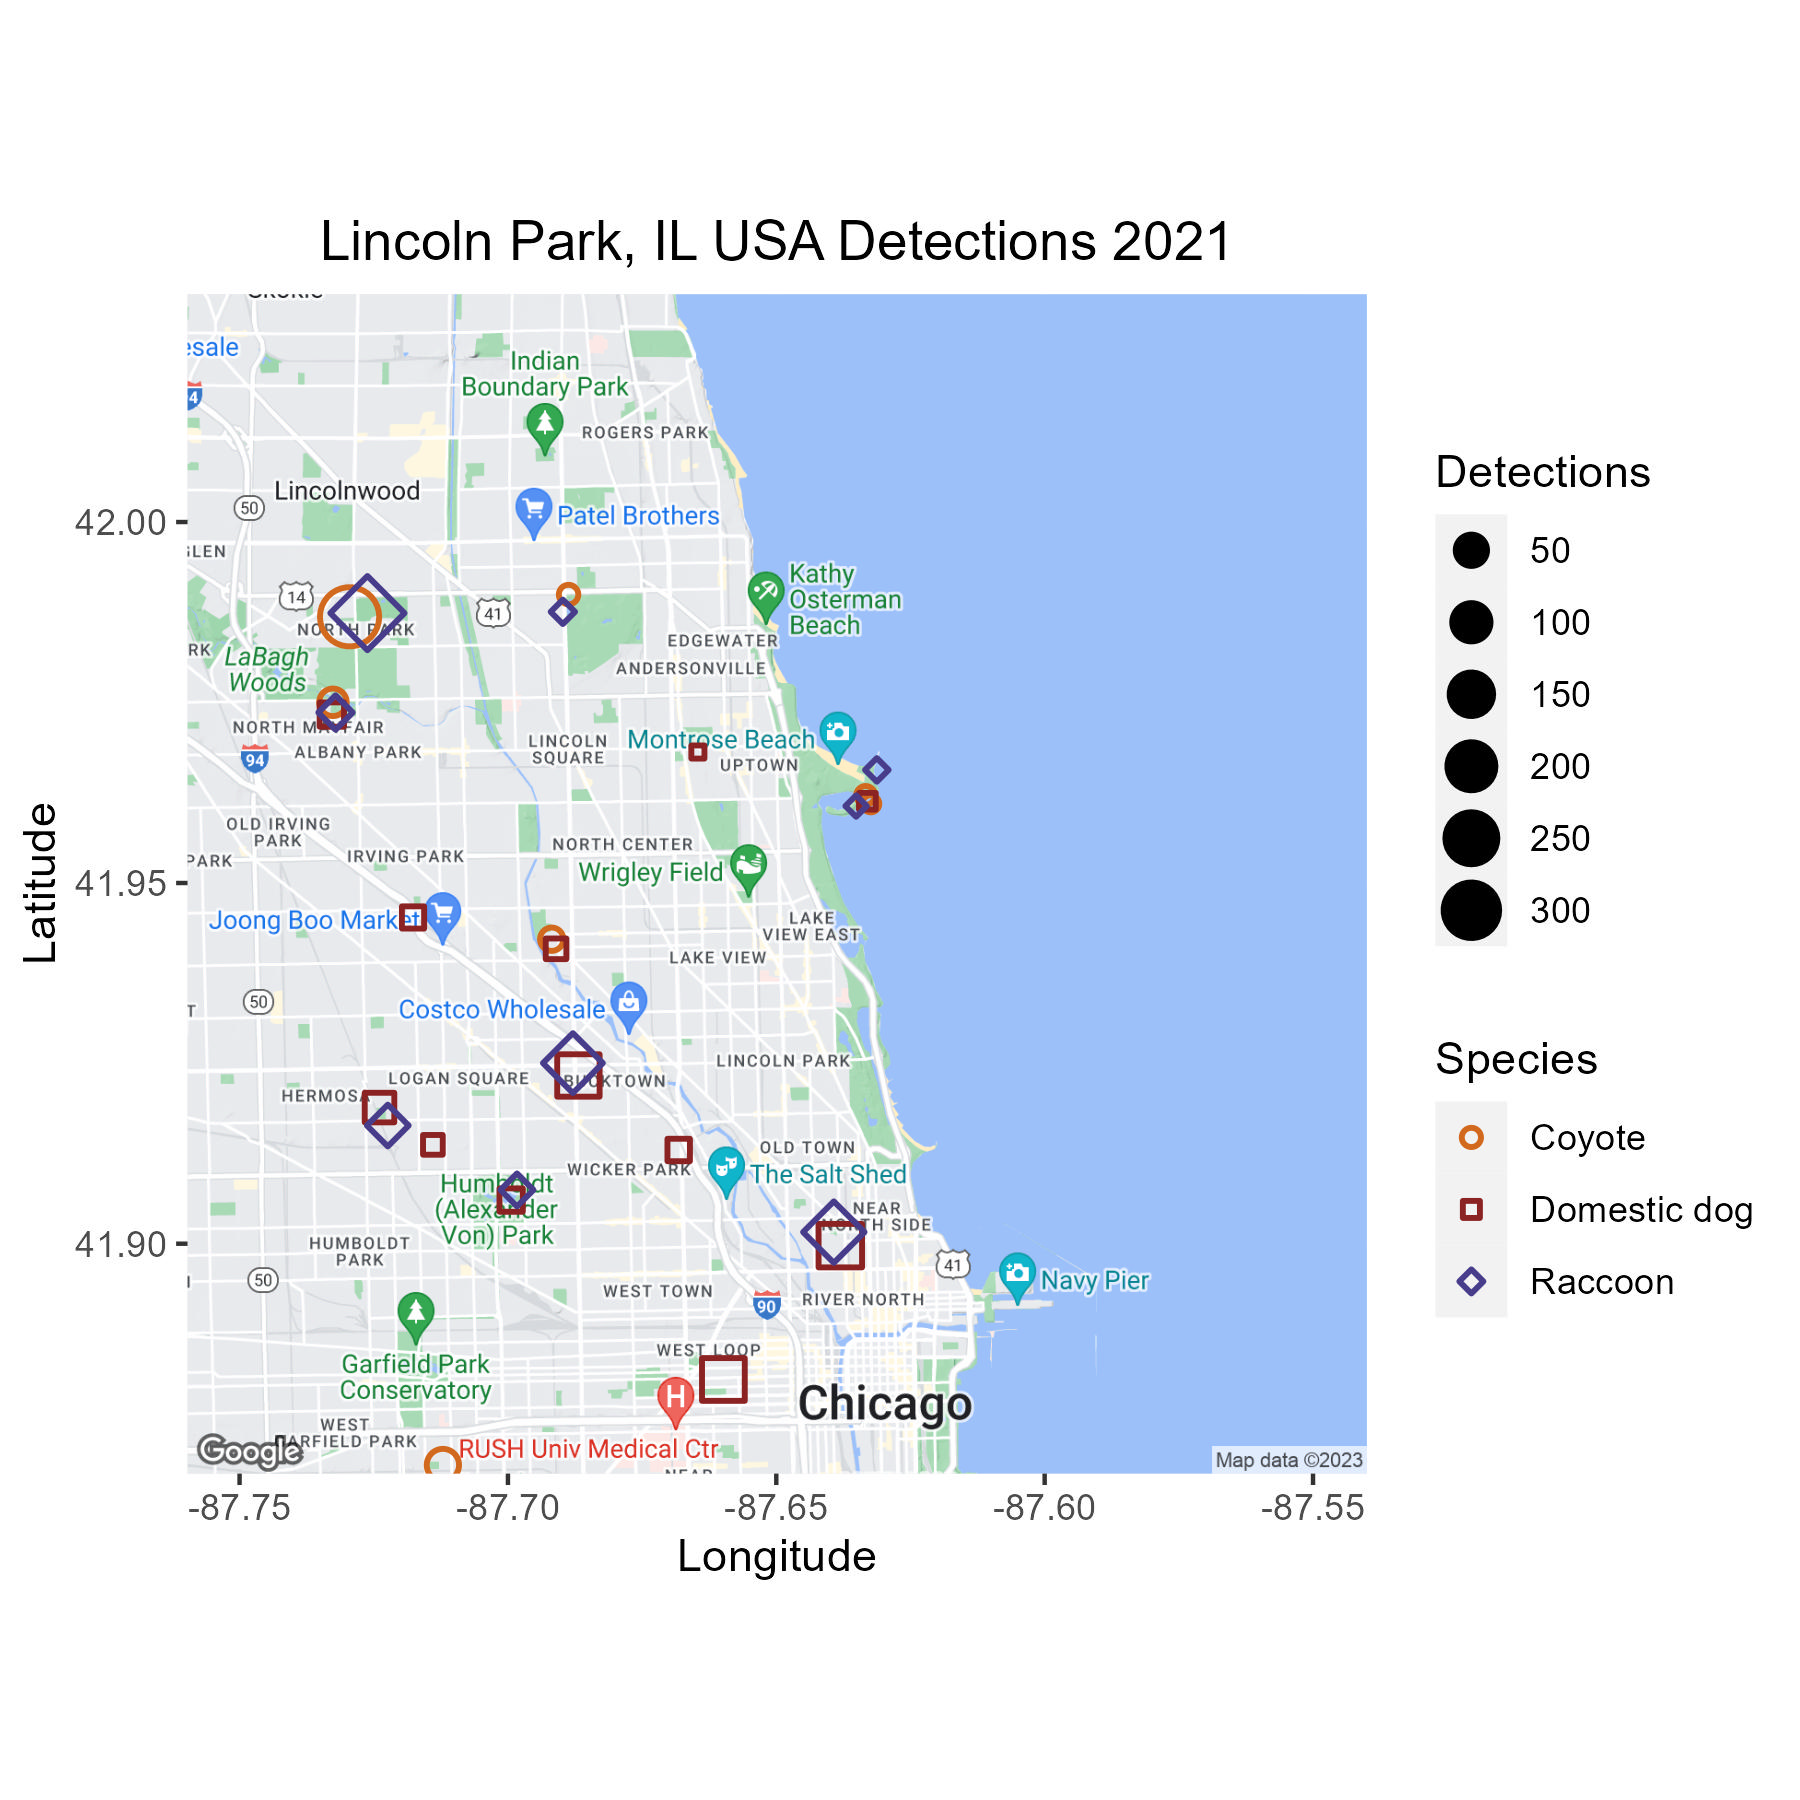 Lincoln Park, IL USA Detections 2021
Skokie
esale
Indian
Boundary Park
ROGERS PARK
Lincolnwood
50
Patel Brothers
42.00
GLEN
14
41
Kathy
Osterman
Beach
NORTH PARK
RK
LaBagh
Woods
EDGEWATER
ANDERSONVILLE
NORTH MAYFAIR
ALBANY PARK
94
LINCOLN
SQUARE
Montrose Beach
UPTOWN
OLD IRVING
PARK
PARK
IRVING PARK
NORTH CENTER
Wrigley Field
41.95
Joong Boo Market
LAKE
VIEW EAST
LAKE VIEW
50
T
Costco Wholesale
LINCOLN PARK
LOGAN SQUARE
BUCKTOWN
HERMOSA
OLD TOWN
WICKER PARK
The Salt Shed
Humboldt
(Alexander
Von) Park
NEAR
NORTH SIDE
41.90
HUMBOLDT
PARK
50
41
Navy Pier
WEST TOWN
90
RIVER NORTH
WEST LOOP
Garfield Park
Conservatory
H
Chicago
WEST
GARFIELD PARK
Google
RUSH Univ Medical Ctr
NEAR
Map data ©2023
-87.75
-87.70
-87.65
-87.60
-87.55
Longitude
Latitude
Detections
50
100
150
200
250
300
Species
Coyote
Domestic dog
Raccoon